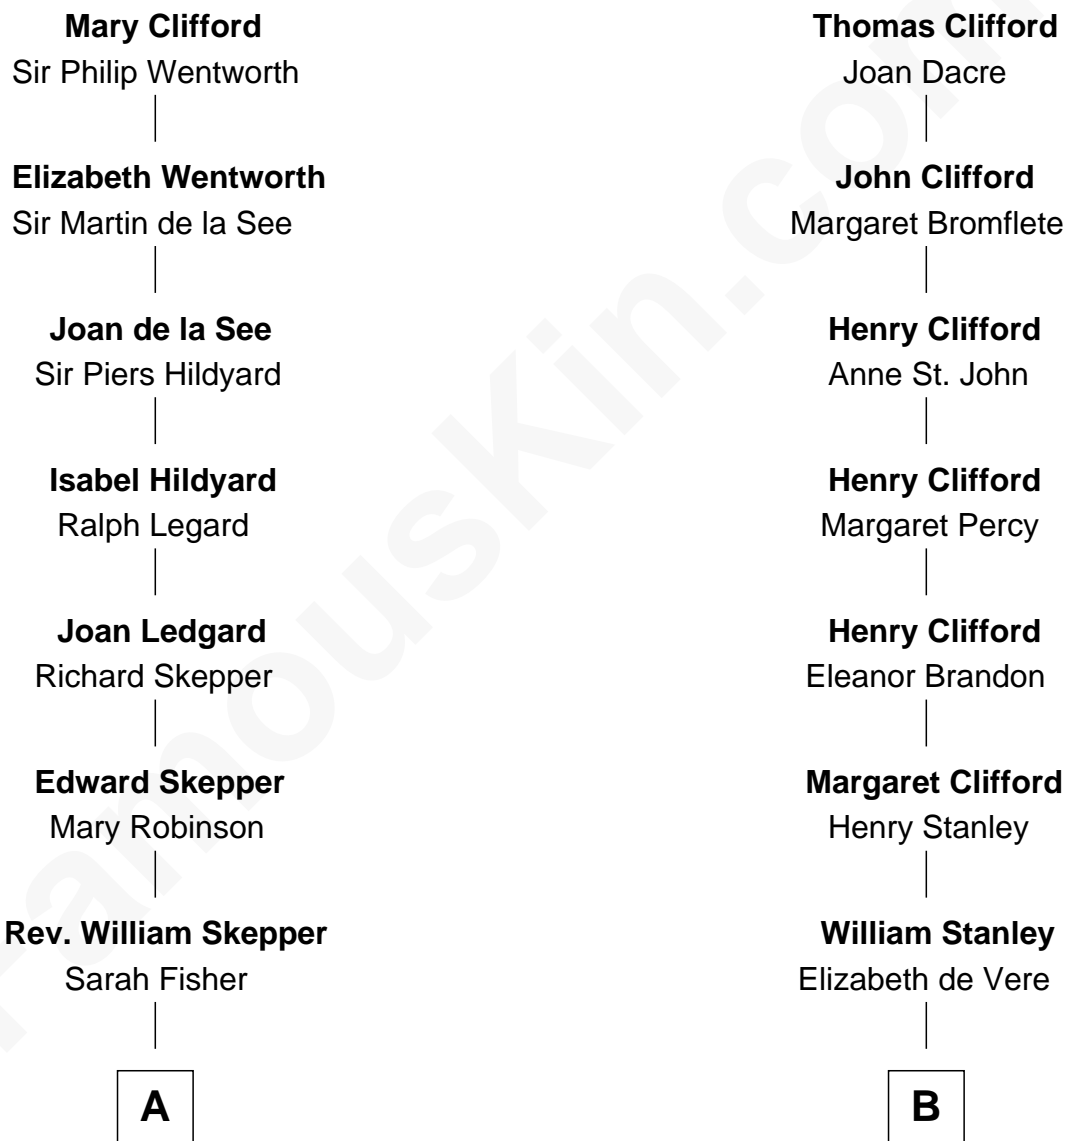 Mary Clifford
Sir Philip Wentworth
Elizabeth Wentworth
Sir Martin de la See
Joan de la See
Sir Piers Hildyard
Isabel Hildyard
Ralph Legard
Joan Ledgard
Richard Skepper
Edward Skepper
Mary Robinson
Rev. William Skepper
Sarah Fisher
A
Thomas Clifford
Joan Dacre
John Clifford
Margaret Bromflete
Henry Clifford
Anne St. John
Henry Clifford
Margaret Percy
Henry Clifford
Eleanor Brandon
Margaret Clifford
Henry Stanley
William Stanley
Elizabeth de Vere
B
FamousKin.com